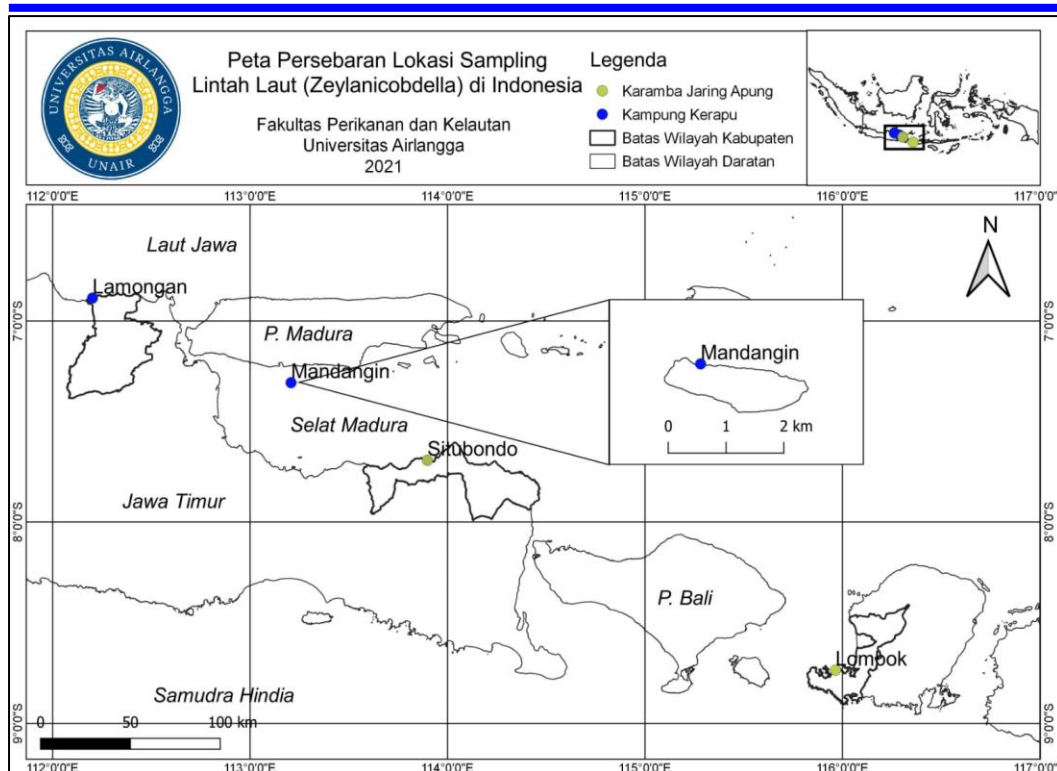 UNIVERSITAS AIRLANGGA
UNAIR
Peta Persebaran Lokasi Sampling
Lintah Laut (Zeylanicobdella) di Indonesia
Fakultas Perikanan dan Kelautan
Universitas Airlangga
2021
Legenda
Karamba Jaring Apung
Kampung Kerapu
Batas Wilayah Kabupaten
Batas Wilayah Daratan
112°0'0"E 113°0'0"E 114°0'0"E 115°0'0"E 116°0'0"E 117°0'0"E
Laut Jawa
N
Lamongan
7°0'0"S 7°0'0"S
P. Madura
Mandangin
Mandangin
0 1 2 km
Selat Madura
Situbondo
Jawa Timur
8°0'0"S 8°0'0"S
P. Bali
Lombok
Samudra Hindia
0 50 100 km
9°0'0"S 9°0'0"S
112°0'0"E 113°0'0"E 114°0'0"E 115°0'0"E 116°0'0"E 117°0'0"E